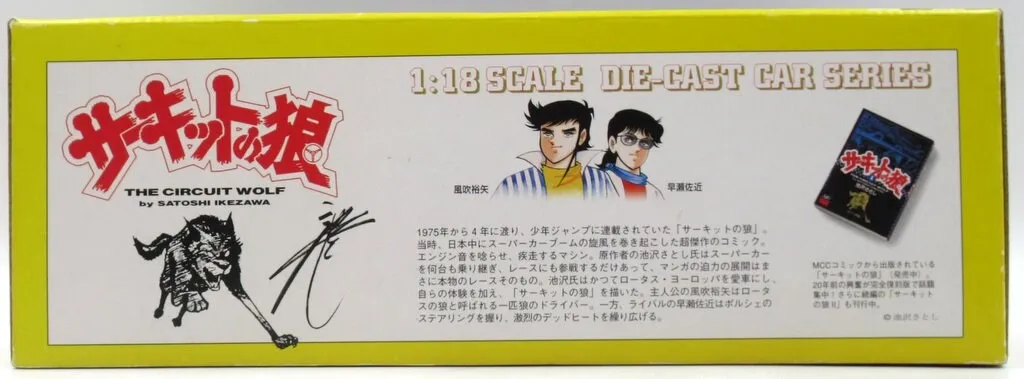 サーキットの狼
THE CIRCUIT WOLF
by SATOSHI IKEZAWA
1:18 SCALE DIE-CAST CAR SERIES
風吹裕矢
早瀬佐近
1975年から4年に渡り、少年ジャンプに連載されていた「サーキットの狼」。
当時、日本中にスーパーカーブームの旋風を巻き起こした超傑作のコミック。
エンジン音を唸らせ、疾走するマシン。原作者の池沢さとし氏はスーパーカー
を何台も乗り継ぎ、レースにも参戦するだけあって、マンガの迫力の展開はま
さに本物のレースそのもの。池沢氏はかつてロータス・ヨーロッパを愛車にし、
自らの体験を加え、「サーキットの狼」を描いた。主人公の風吹裕矢はロータ
スの狼と呼ばれる一匹狼のドライバー。一方、ライバルの早瀬佐近はポルシェの
ステアリングを握り、激烈のデッドヒートを繰り広げる。
サーキットの狼
MCCコミックから出版されている
「サーキットの狼」（発売中）。
20年前の興奮が完全復刻版で話題
集中！さらに続編の「サーキット
の狼II」も刊行中。
©池沢さとし